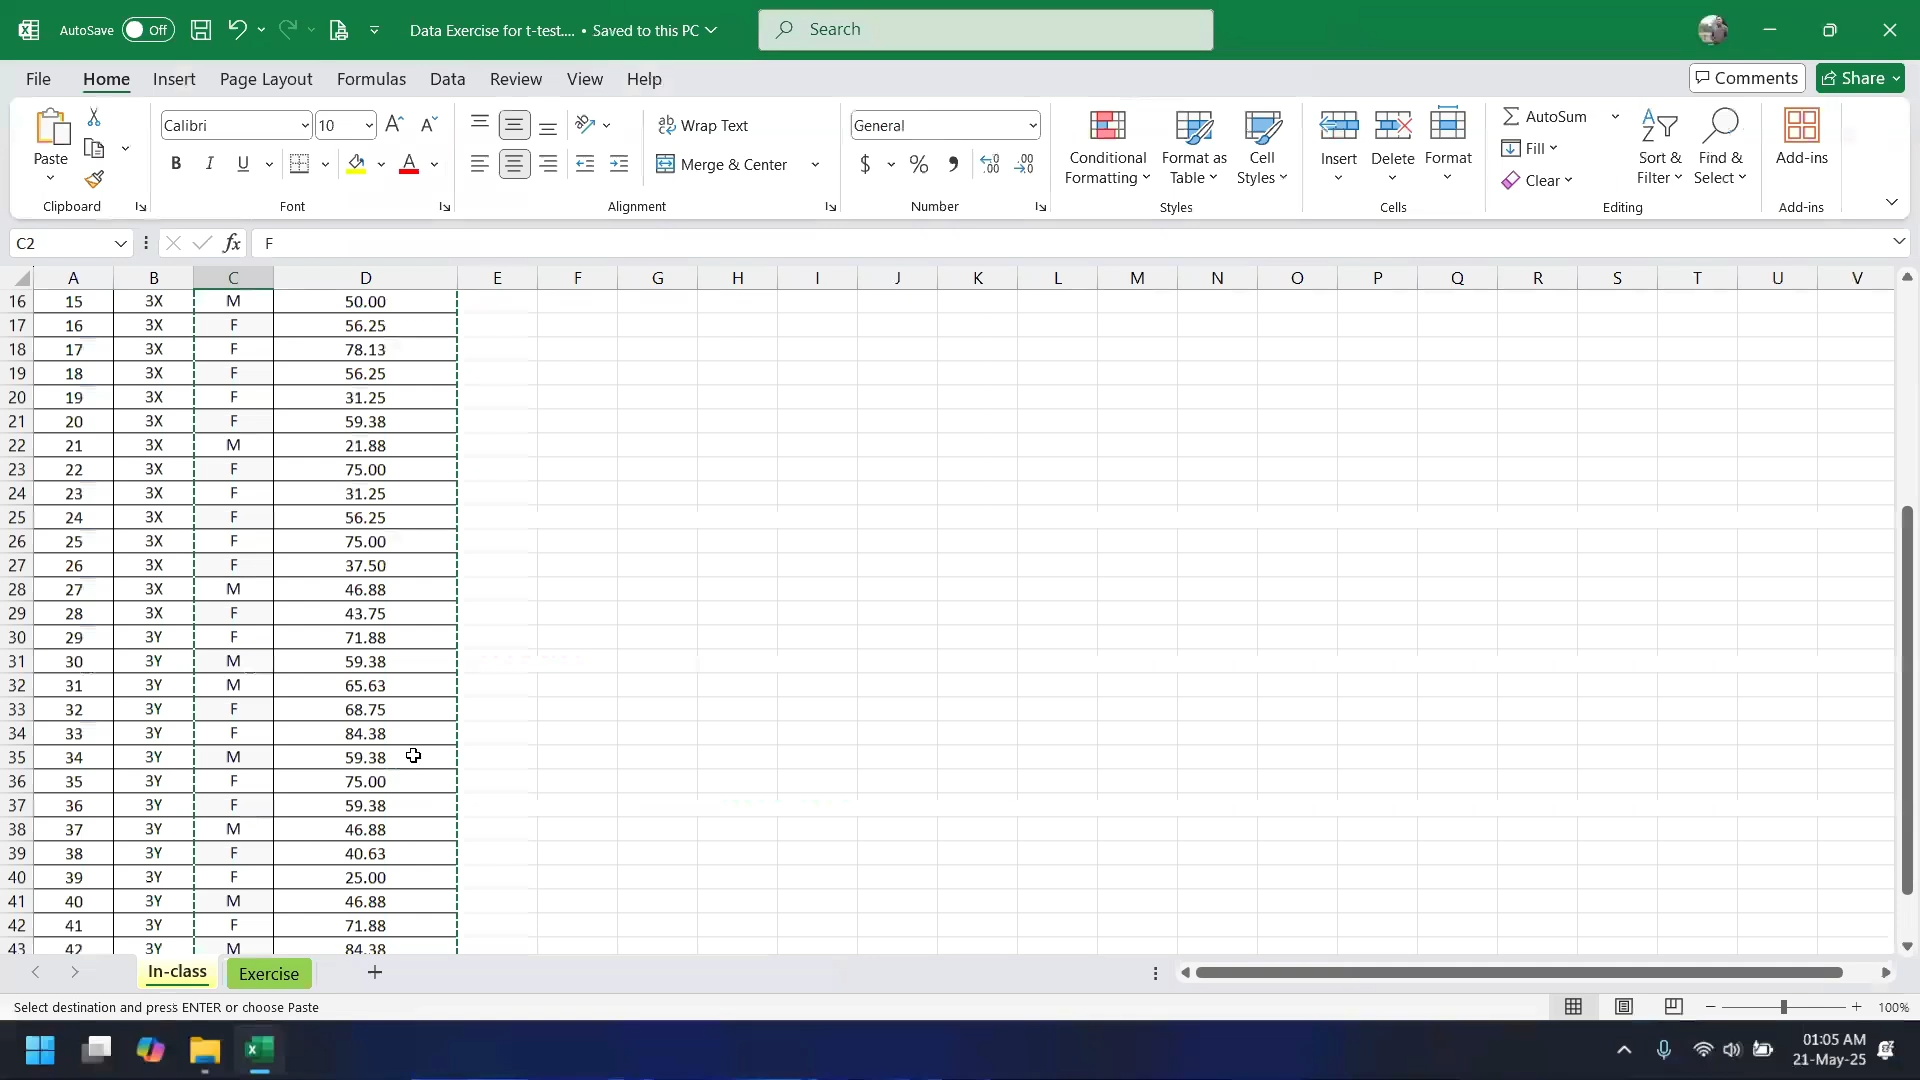 AutoSave Off Data Exercise for t-test.... • Saved to this PC Search
File Home Insert Page Layout Formulas Data Review View Help Comments Share
Paste Calibri 10 Wrap Text General Conditional Formatting Format as Table Cell Styles Insert Delete Format AutoSum Sort & Filter Find & Select Add-ins
B I U Merge & Center $ % Fill
Clear
Clipboard Font Alignment Number Styles Cells Editing Add-ins
C2 fx F
A B C D E F G H I J K L M N O P Q R S T U V
16 15 3X M 50.00
17 16 3X F 56.25
18 17 3X F 78.13
19 18 3X F 56.25
20 19 3X F 31.25
21 20 3X F 59.38
22 21 3X M 21.88
23 22 3X F 75.00
24 23 3X F 31.25
25 24 3X F 56.25
26 25 3X F 75.00
27 26 3X F 37.50
28 27 3X M 46.88
29 28 3X F 43.75
30 29 3Y F 71.88
31 30 3Y M 59.38
32 31 3Y M 65.63
33 32 3Y F 68.75
34 33 3Y F 84.38
35 34 3Y M 59.38
36 35 3Y F 75.00
37 36 3Y F 59.38
38 37 3Y M 46.88
39 38 3Y F 40.63
40 39 3Y F 25.00
41 40 3Y M 46.88
42 41 3Y F 71.88
43 42 3Y M 84.38
In-class Exercise
Select destination and press ENTER or choose Paste 100%
01:05 AM
21-May-25